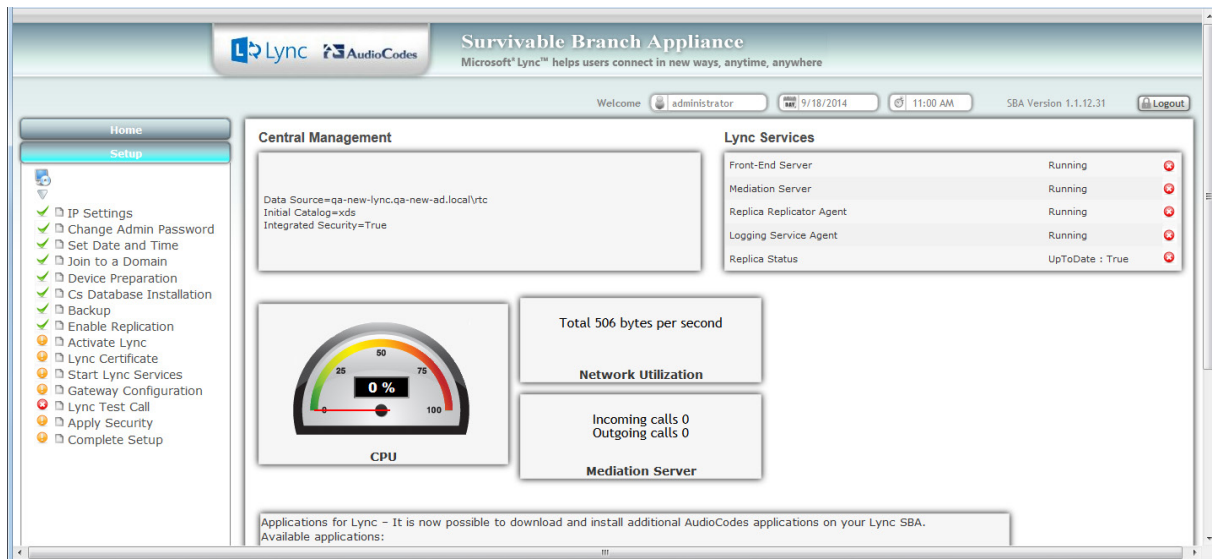 Lync AudioCodes
Survivable Branch Appliance
Microsoft® Lync™ helps users connect in new ways, anytime, anywhere
Welcome administrator 9/18/2014 11:00 AM SBA Version 1.1.12.31 Logout
Home
Setup
IP Settings
Change Admin Password
Set Date and Time
Join to a Domain
Device Preparation
Cs Database Installation
Backup
Enable Replication
Activate Lync
Lync Certificate
Start Lync Services
Gateway Configuration
Lync Test Call
Apply Security
Complete Setup
Central Management
Data Source=qa-new-lync.qa-new-ad.local\rtc
Initial Catalog=xds
Integrated Security=True
Lync Services
Front-End Server Running
Mediation Server Running
Replica Replicator Agent Running
Logging Service Agent Running
Replica Status UpToDate : True
50
25 75
0 %
0 100
CPU
Total 506 bytes per second
Network Utilization
Incoming calls 0
Outgoing calls 0
Mediation Server
Applications for Lync – It is now possible to download and install additional AudioCodes applications on your Lync SBA.
Available applications: